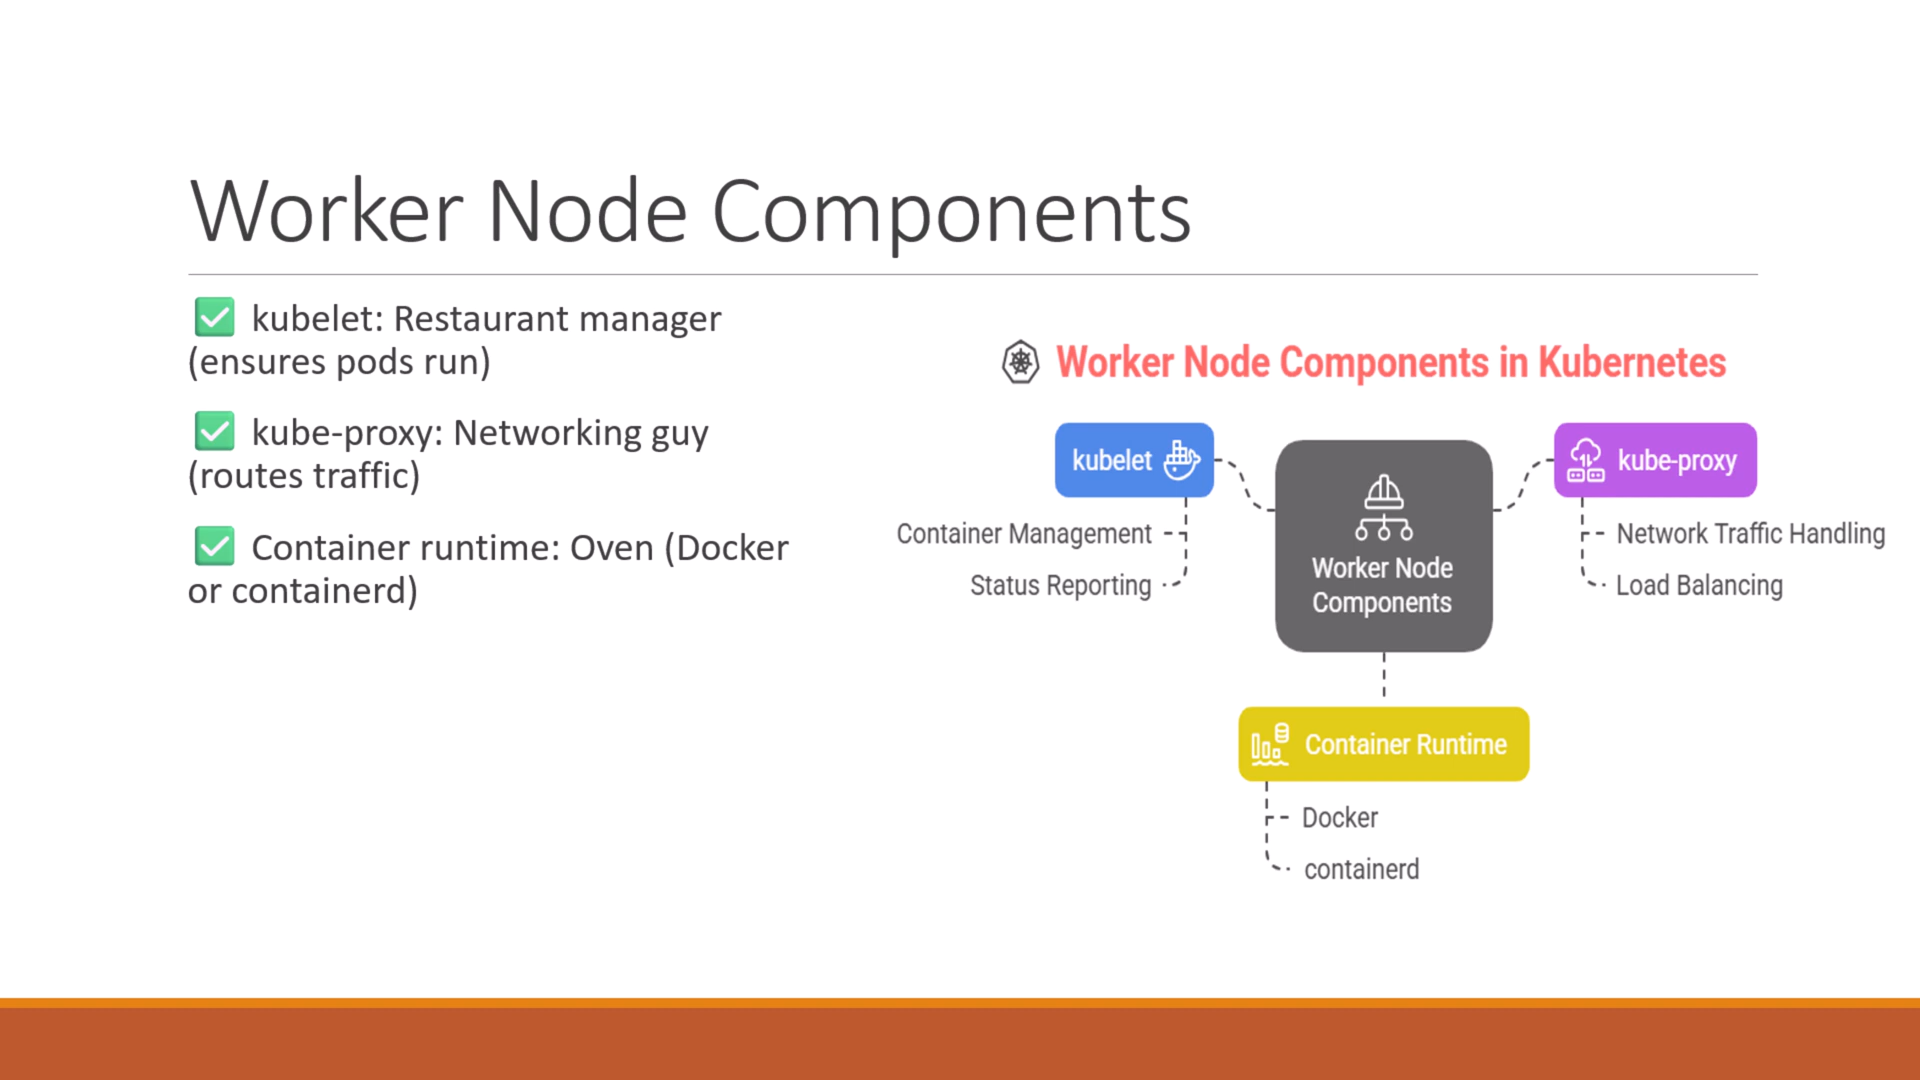 Worker Node Components
✅ kubelet: Restaurant manager
(ensures pods run)
✅ kube-proxy: Networking guy
(routes traffic)
✅ Container runtime: Oven (Docker
or containerd)
Worker Node Components in Kubernetes
kubelet
Container Management
Status Reporting
Worker Node
Components
kube-proxy
Network Traffic Handling
Load Balancing
Container Runtime
Docker
containerd